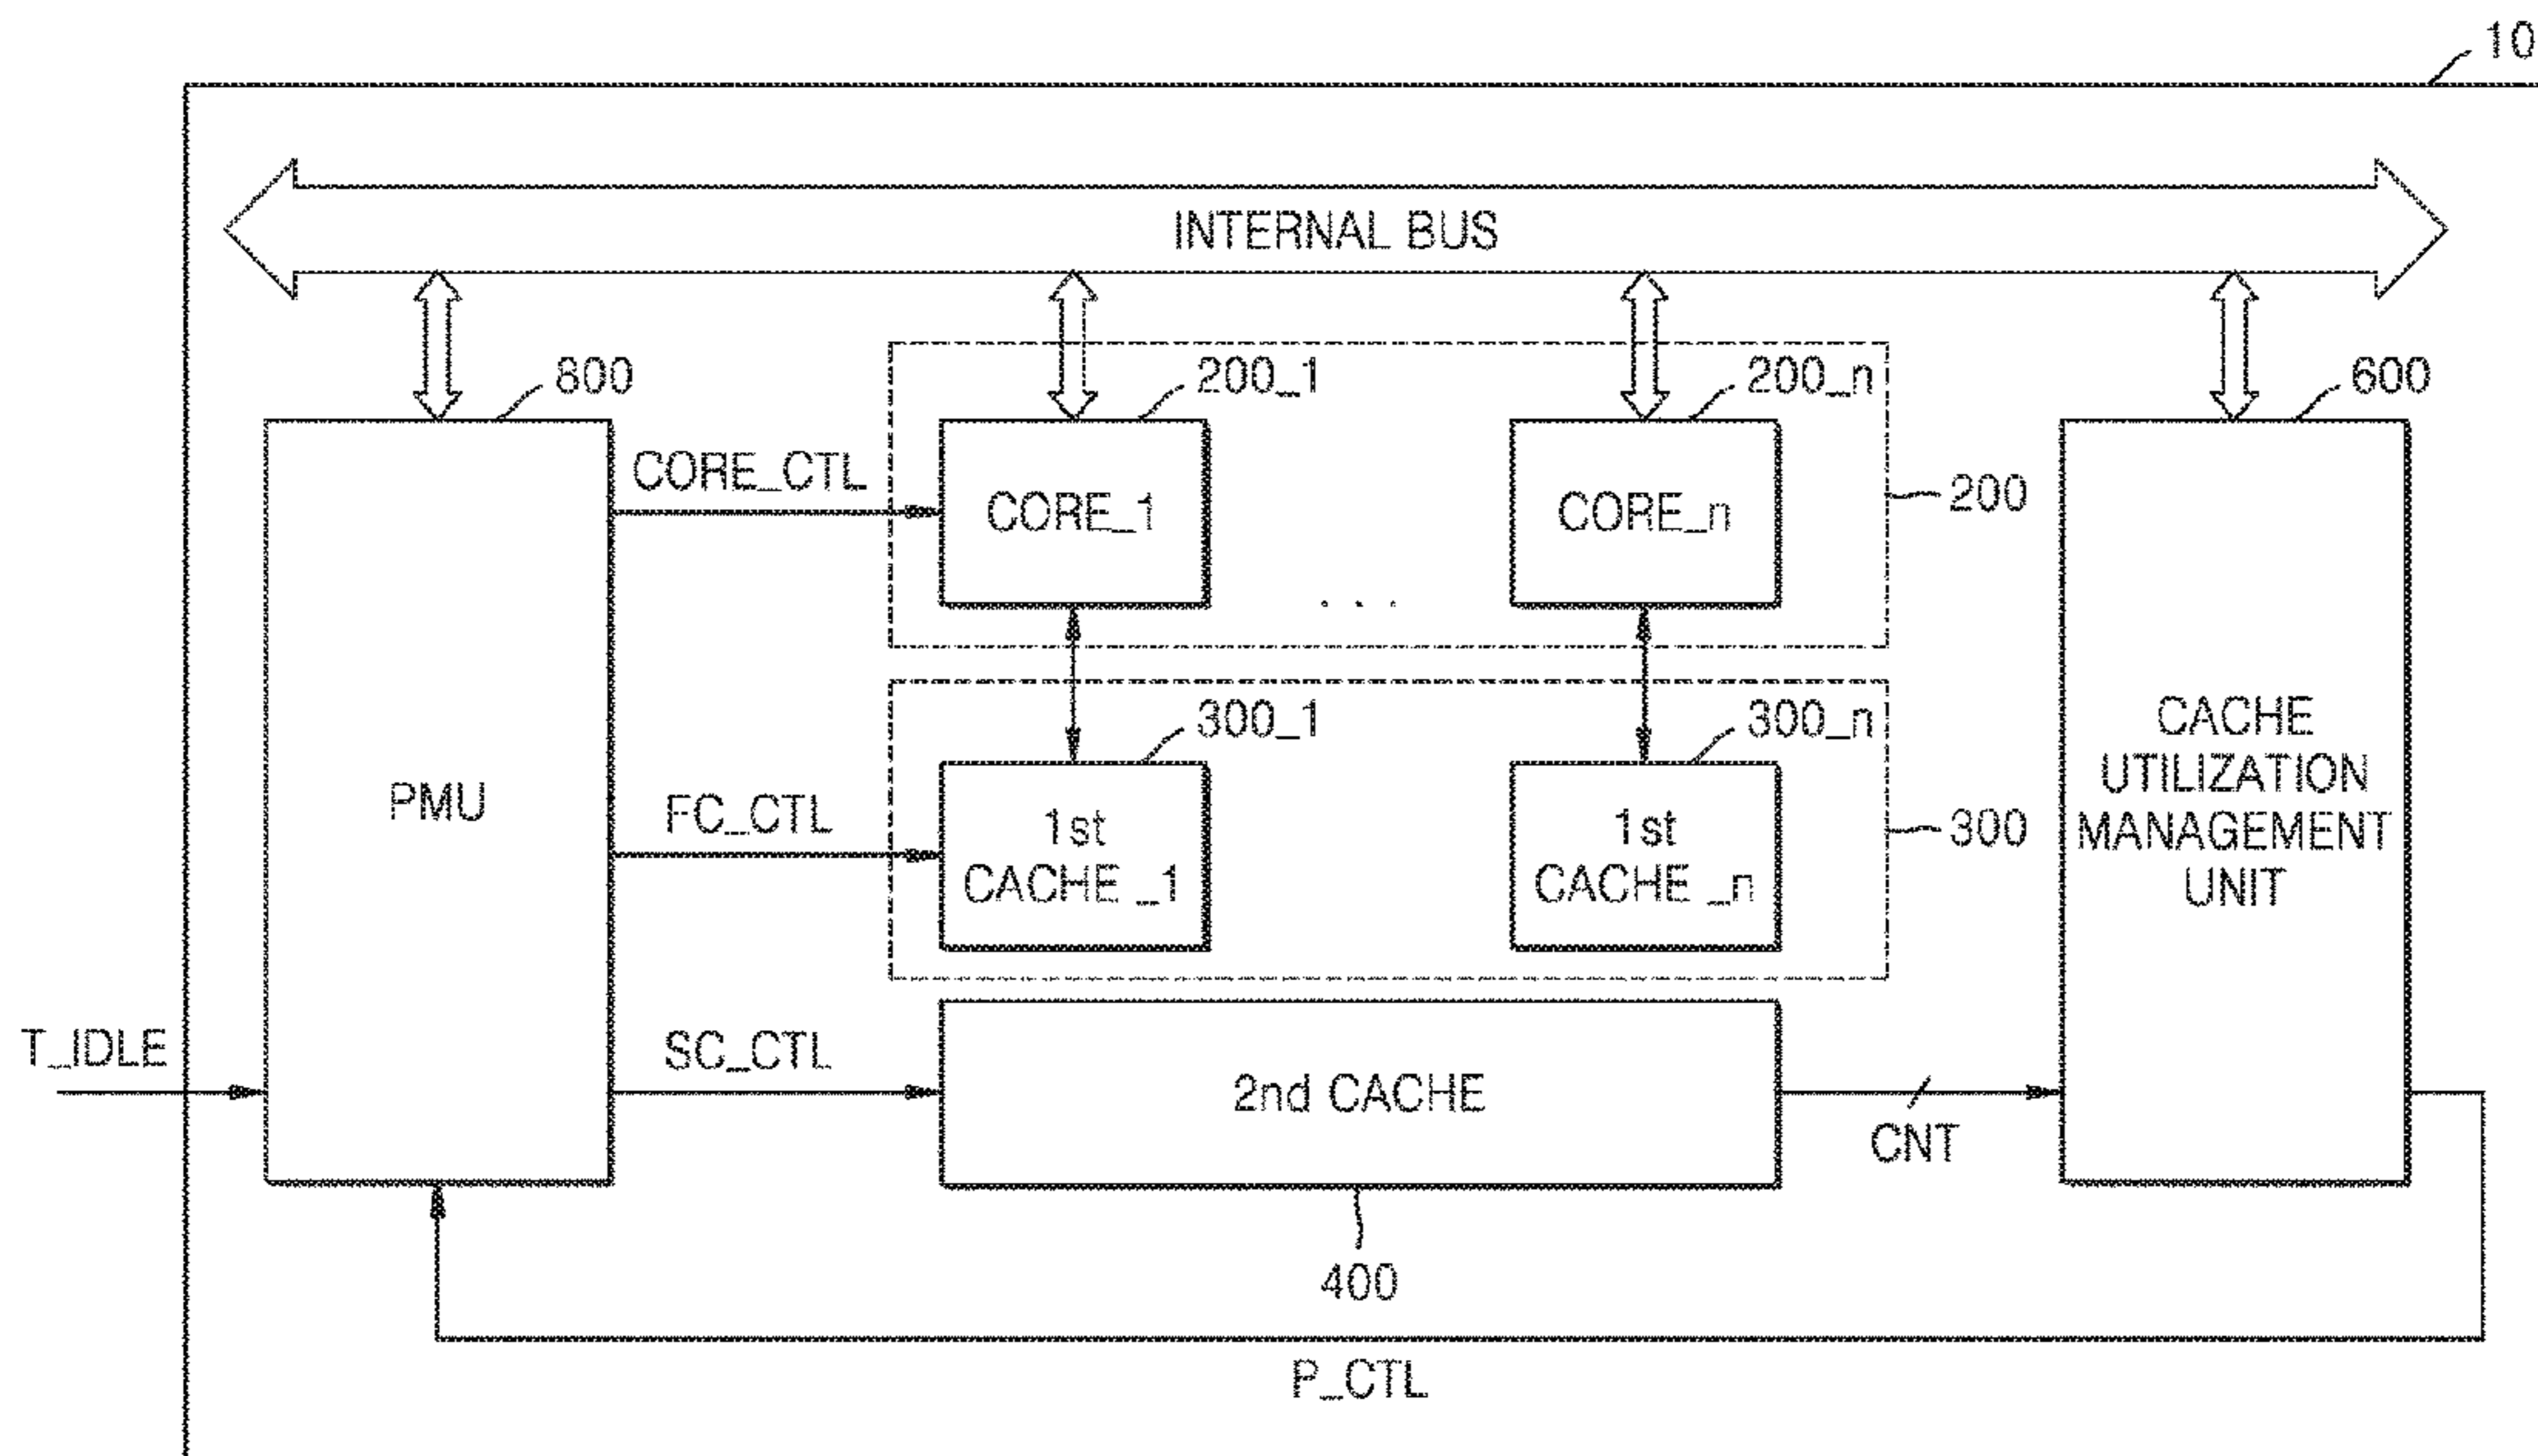 10
INTERNAL BUS
800
200_1
200_n
600
CORE_CTL
CORE_1
CORE_n
200
. . .
300_1
300_n
PMU
FC_CTL
1st
CACHE _1
1st
CACHE _n
300
CACHE
UTILIZATION
MANAGEMENT
UNIT
T_IDLE
SC_CTL
2nd CACHE
CNT
400
P_CTL